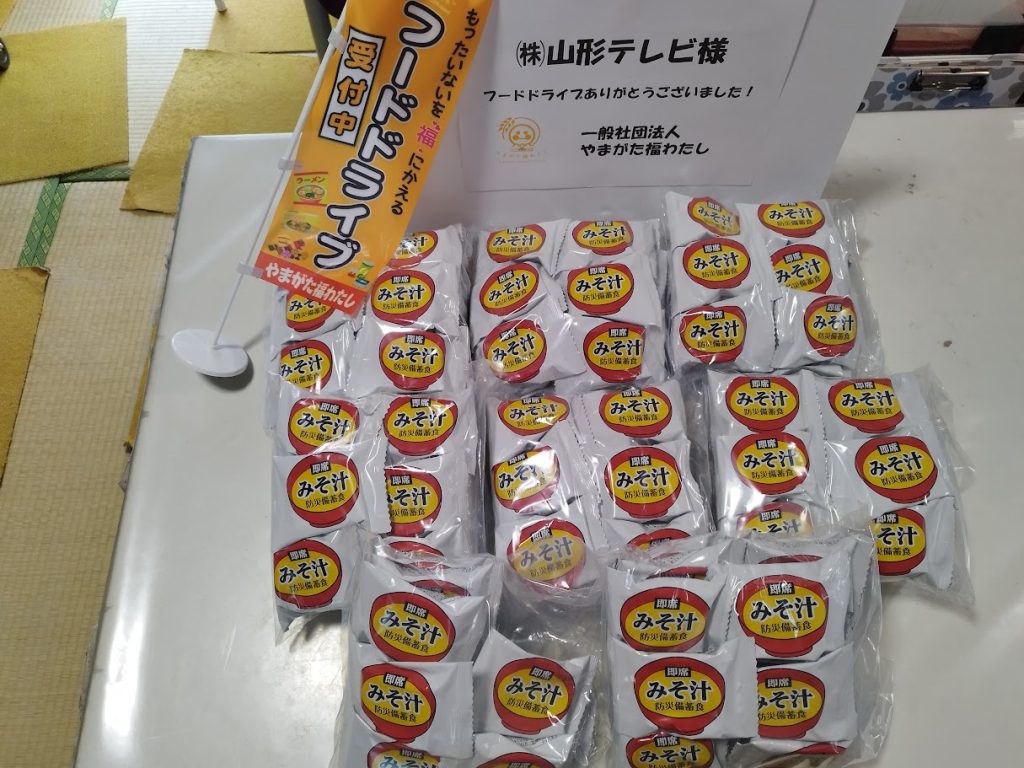 もったいないを"福"にかえる
フードドライブ
受付中
ラーメン
やまがた福わたし
㈱山形テレビ様
フードドライブありがとうございました！
一般社団法人
やまがた福わたし
即席
みそ汁
防災備蓄食